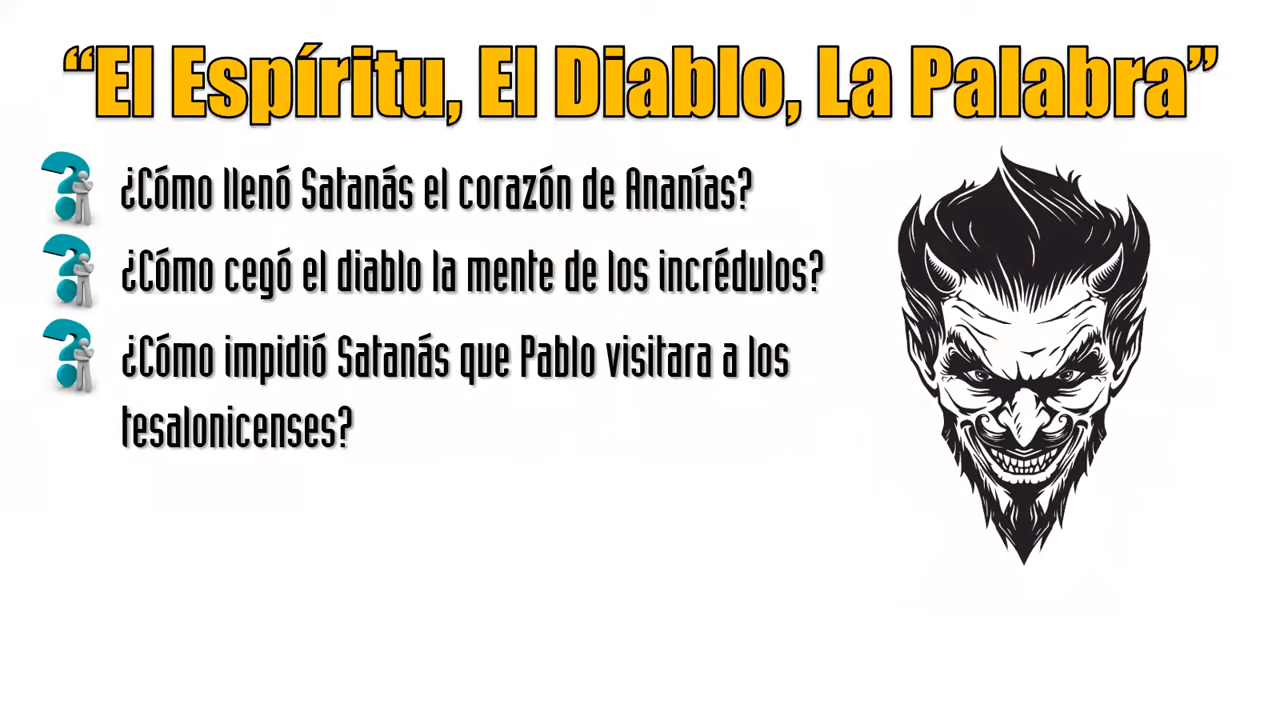 “El Espíritu, El Diablo, La Palabra”
¿Cómo llenó Satanás el corazón de Ananías?
¿Cómo cegó el diablo la mente de los incrédulos?
¿Cómo impidió Satanás que Pablo visitara a los
tesalonicenses?